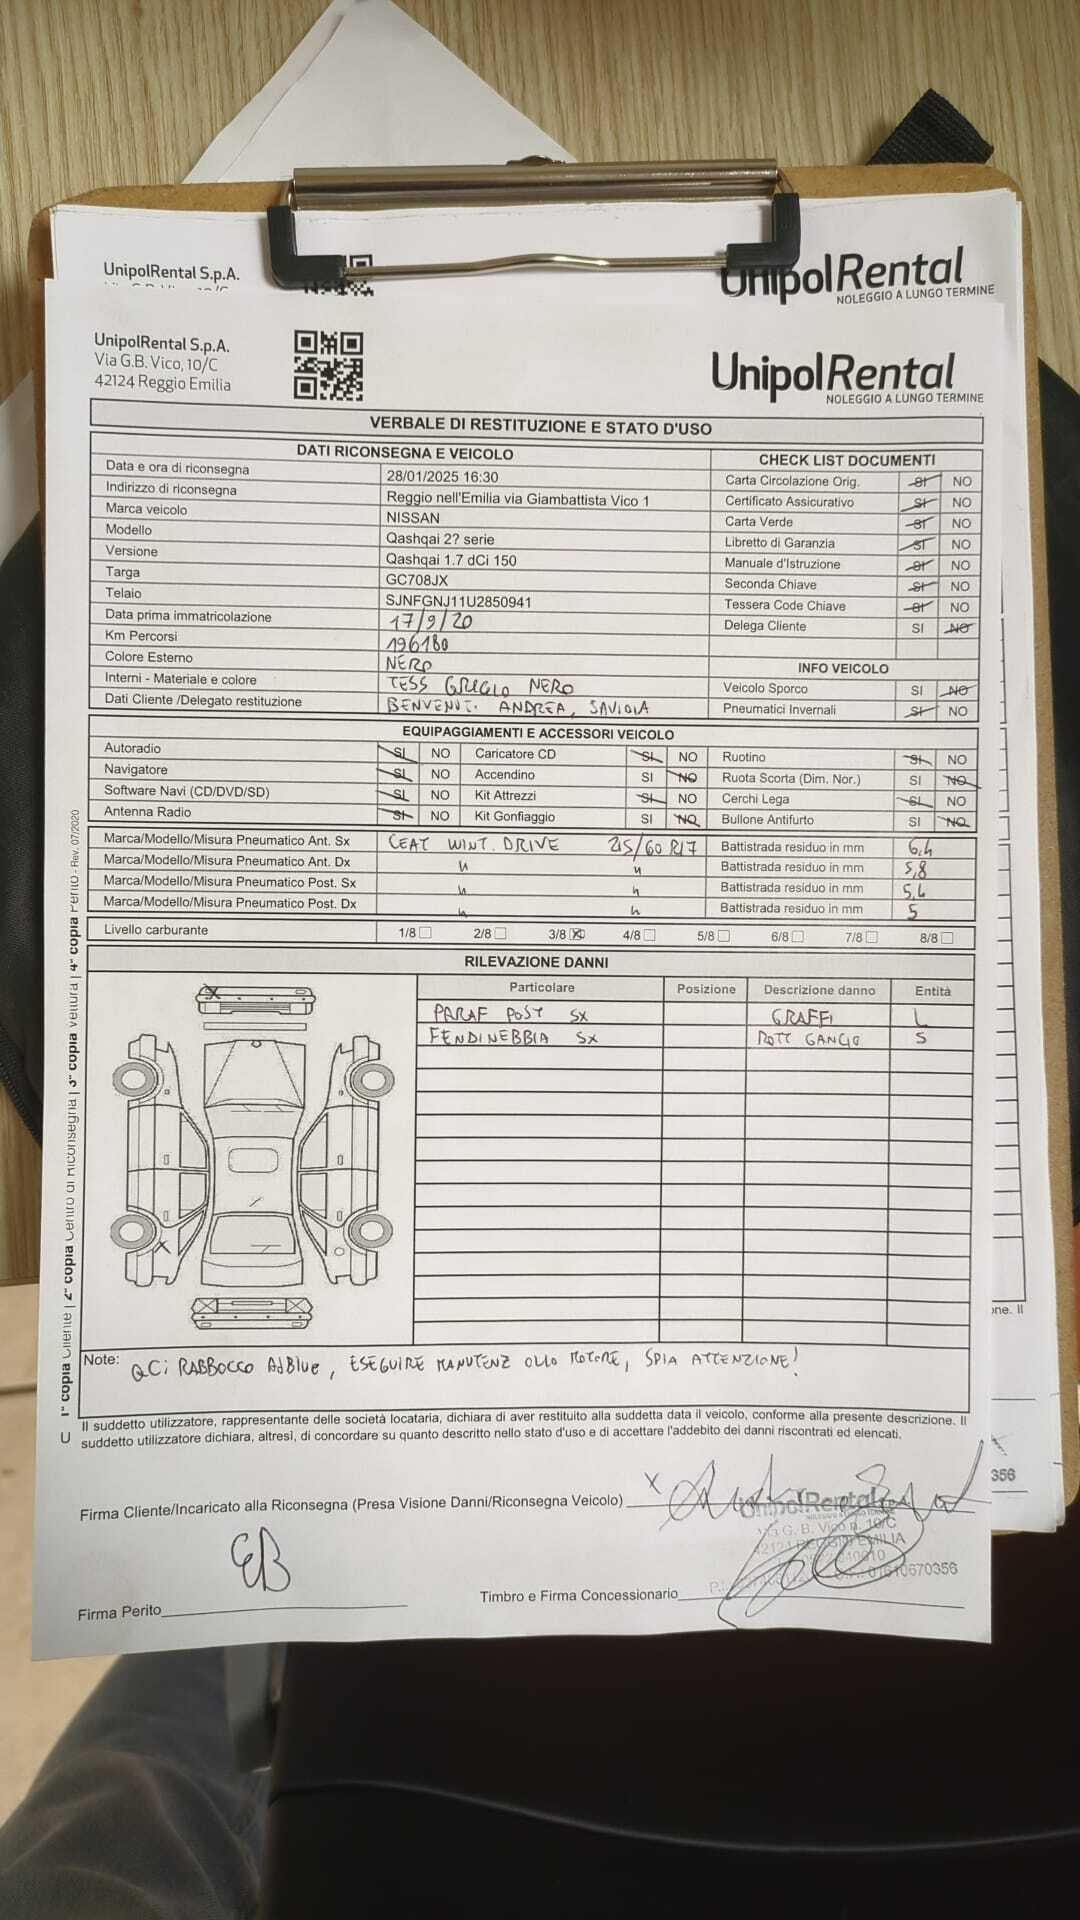 UnipolRental S.p.A.
UnipolRental
NOLEGGIO A LUNGO TERMINE
UnipolRental S.p.A.
Via G.B. Vico, 10/C
42124 Reggio Emilia
UnipolRental
NOLEGGIO A LUNGO TERMINE
VERBALE DI RESTITUZIONE E STATO D'USO
DATI RICONSEGNA E VEICOLO
Data e ora di riconsegna 28/01/2025 16:30
Indirizzo di riconsegna Reggio nell'Emilia via Giambattista Vico 1
Marca veicolo NISSAN
Modello Qashqai 2? serie
Versione Qashqai 1.7 dCi 150
Targa GC708JX
Telaio SJNFGNJ11U2850941
Data prima immatricolazione 17/9/20
Km Percorsi 196180
Colore Esterno NERO
Interni - Materiale e colore TESS GRIGIO NERO
Dati Cliente /Delegato restituzione BENVENUTI ANDREA, SAVIOIA
CHECK LIST DOCUMENTI
Carta Circolazione Orig. SI NO
Certificato Assicurativo SI NO
Carta Verde SI NO
Libretto di Garanzia SI NO
Manuale d'Istruzione SI NO
Seconda Chiave SI NO
Tessera Code Chiave SI NO
Delega Cliente SI NO
INFO VEICOLO
Veicolo Sporco SI NO
Pneumatici Invernali SI NO
EQUIPAGGIAMENTI E ACCESSORI VEICOLO
Autoradio SI NO Caricatore CD SI NO Ruotino SI NO
Navigatore SI NO Accendino SI NO Ruota Scorta (Dim. Nor.) SI NO
Software Navi (CD/DVD/SD) SI NO Kit Attrezzi SI NO Cerchi Lega SI NO
Antenna Radio SI NO Kit Gonfiaggio SI NO Bullone Antifurto SI NO
Marca/Modello/Misura Pneumatico Ant. Sx CEAT WINT. DRIVE 215/60 R17 Battistrada residuo in mm 6,4
Marca/Modello/Misura Pneumatico Ant. Dx " " Battistrada residuo in mm 5,8
Marca/Modello/Misura Pneumatico Post. Sx " " Battistrada residuo in mm 5,6
Marca/Modello/Misura Pneumatico Post. Dx " " Battistrada residuo in mm 5
Livello carburante 1/8 2/8 3/8 4/8 5/8 6/8 7/8 8/8
RILEVAZIONE DANNI
Particolare Posizione Descrizione danno Entità
PARAF POST SX GRAFFI L
FENDINEBBIA SX ROTT GANCIO S
Note: QCi RABBOCCO AdBlue, ESEGUIRE MANUTENZ OLIO MOTORE, SPIA ATTENZIONE!
Il suddetto utilizzatore, rappresentante delle società locataria, dichiara di aver restituito alla suddetta data il veicolo, conforme alla presente descrizione. Il
suddetto utilizzatore dichiara, altresì, di concordare su quanto descritto nello stato d'uso e di accettare l'addebito dei danni riscontrati ed elencati.
Firma Cliente/Incaricato alla Riconsegna (Presa Visione Danni/Riconsegna Veicolo) X
UnipolRental
NOLEGGIO A LUNGO TERMINE
Via G. B. Vico n. 10/C
42124 REGGIO EMILIA
01610670356
Firma Perito EB
Timbro e Firma Concessionario
1° copia Cliente | 2° copia Centro di Riconsegna | 3° copia Vettura | 4° copia Perito - Rev. 07/2020
U
one. Il
356